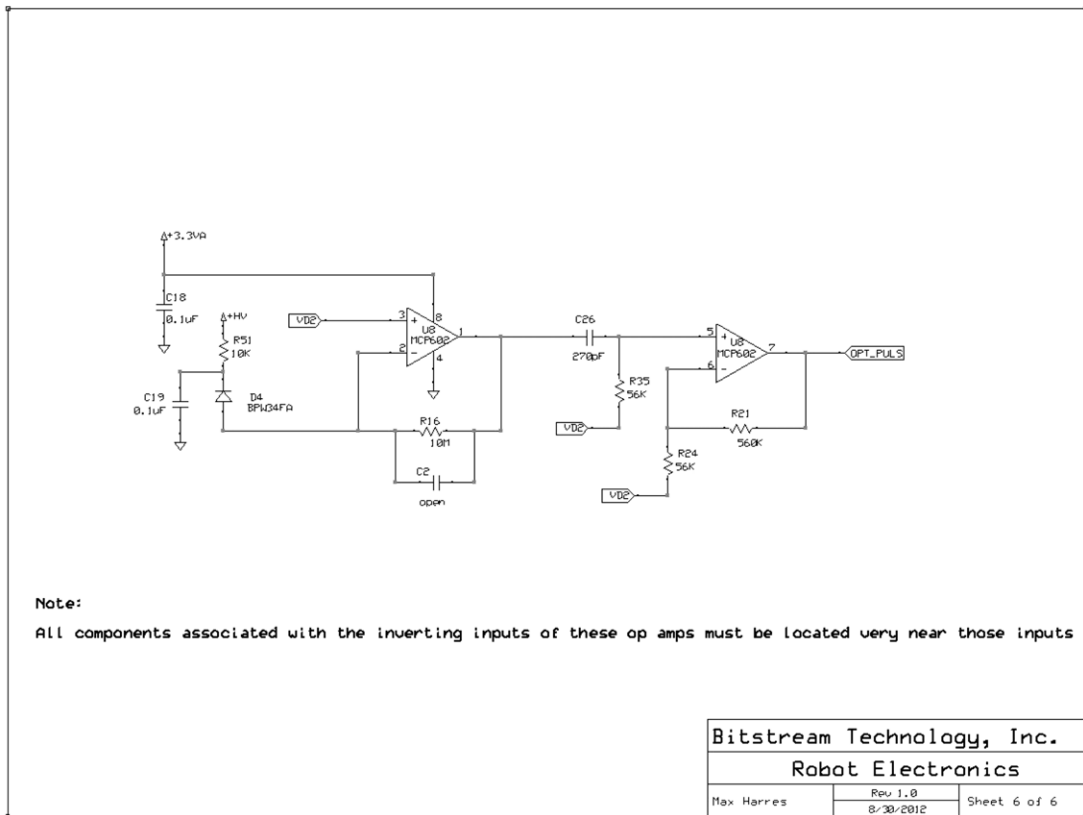 +3.3VA
C18
0.1uF
+HV
R51
10K
C19
0.1uF
D4
BPW34FA
VD2
3
+
2
-
8
U8
MCP602
1
4
R16
10M
C2
open
C26
270pF
R35
56K
VD2
5
+
6
-
U8
MCP602
7
OPT_PULS
R21
560K
R24
56K
VD2
Note:
All components associated with the inverting inputs of these op amps must be located very near those inputs
Bitstream Technology, Inc.
Robot Electronics
Max Harres
Rev 1.0
8/30/2012
Sheet 6 of 6